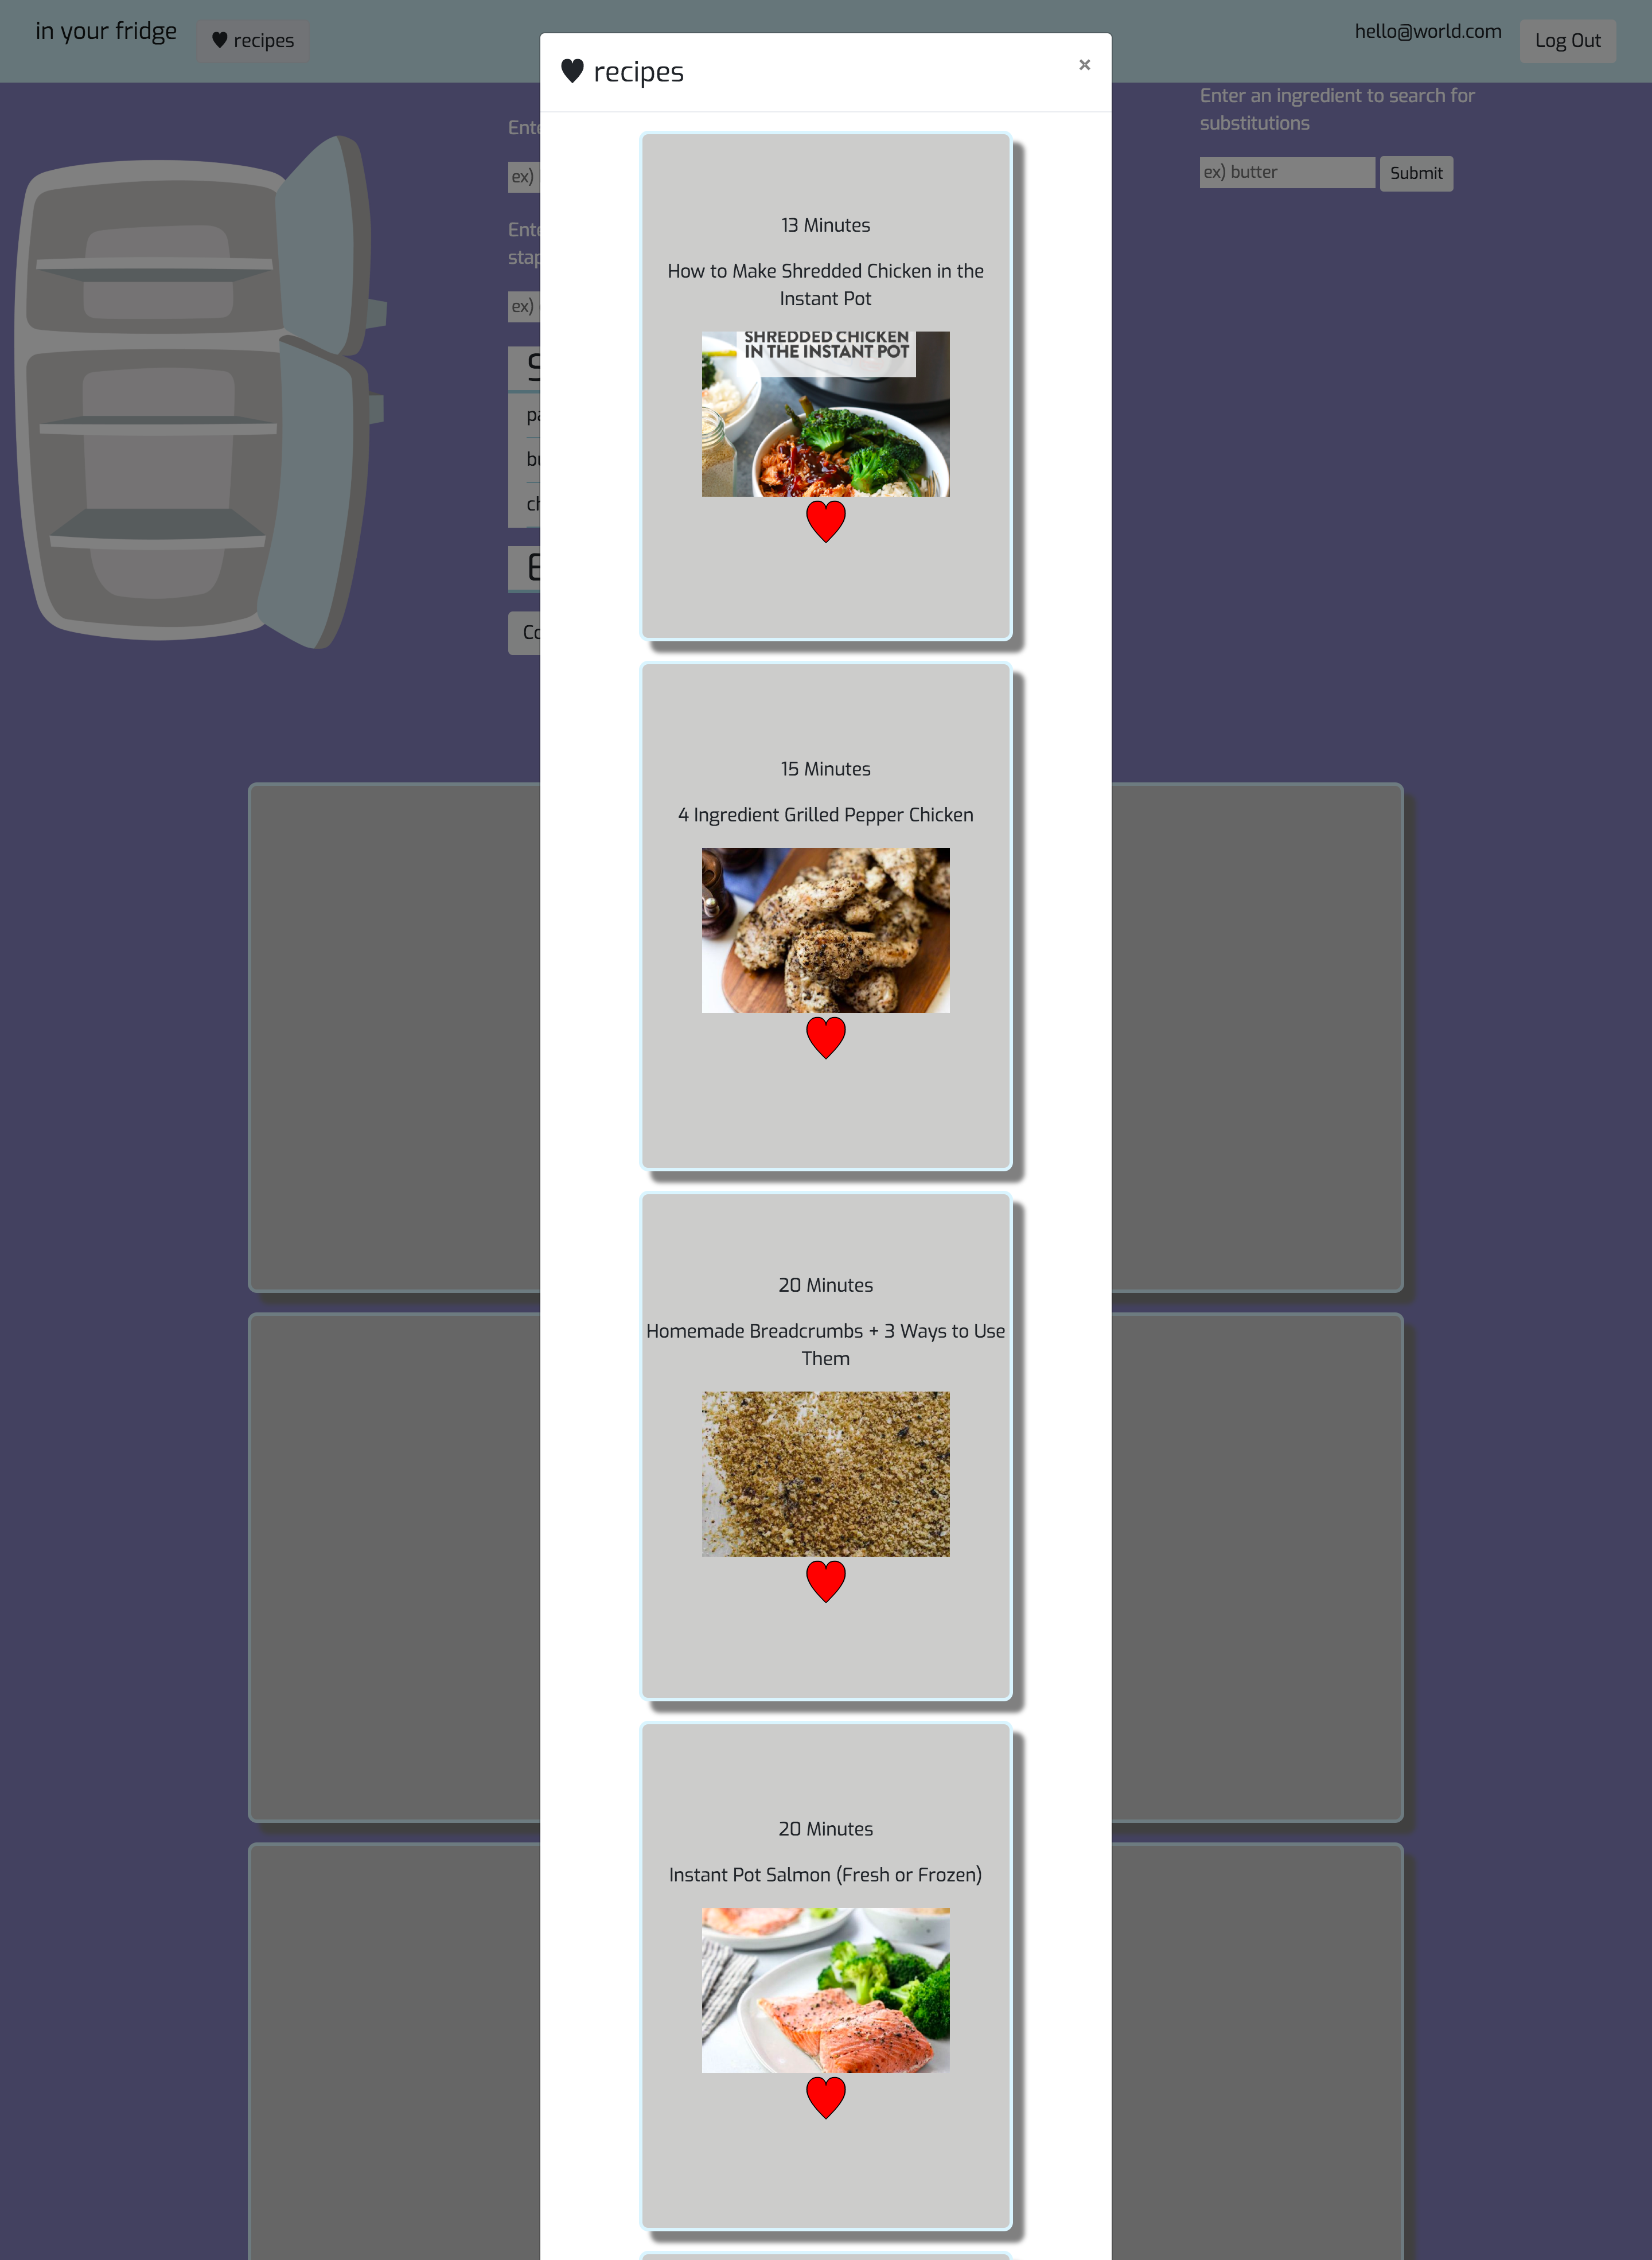 in your fridge
♥ recipes
hello@world.com
Log Out
♥ recipes
×
Enter an ingredient to search for
substitutions
ex) butter
Submit
ex)
ex)
13 Minutes
How to Make Shredded Chicken in the
Instant Pot
SHREDDED CHICKEN
IN THE INSTANT POT
15 Minutes
4 Ingredient Grilled Pepper Chicken
20 Minutes
Homemade Breadcrumbs + 3 Ways to Use
Them
20 Minutes
Instant Pot Salmon (Fresh or Frozen)